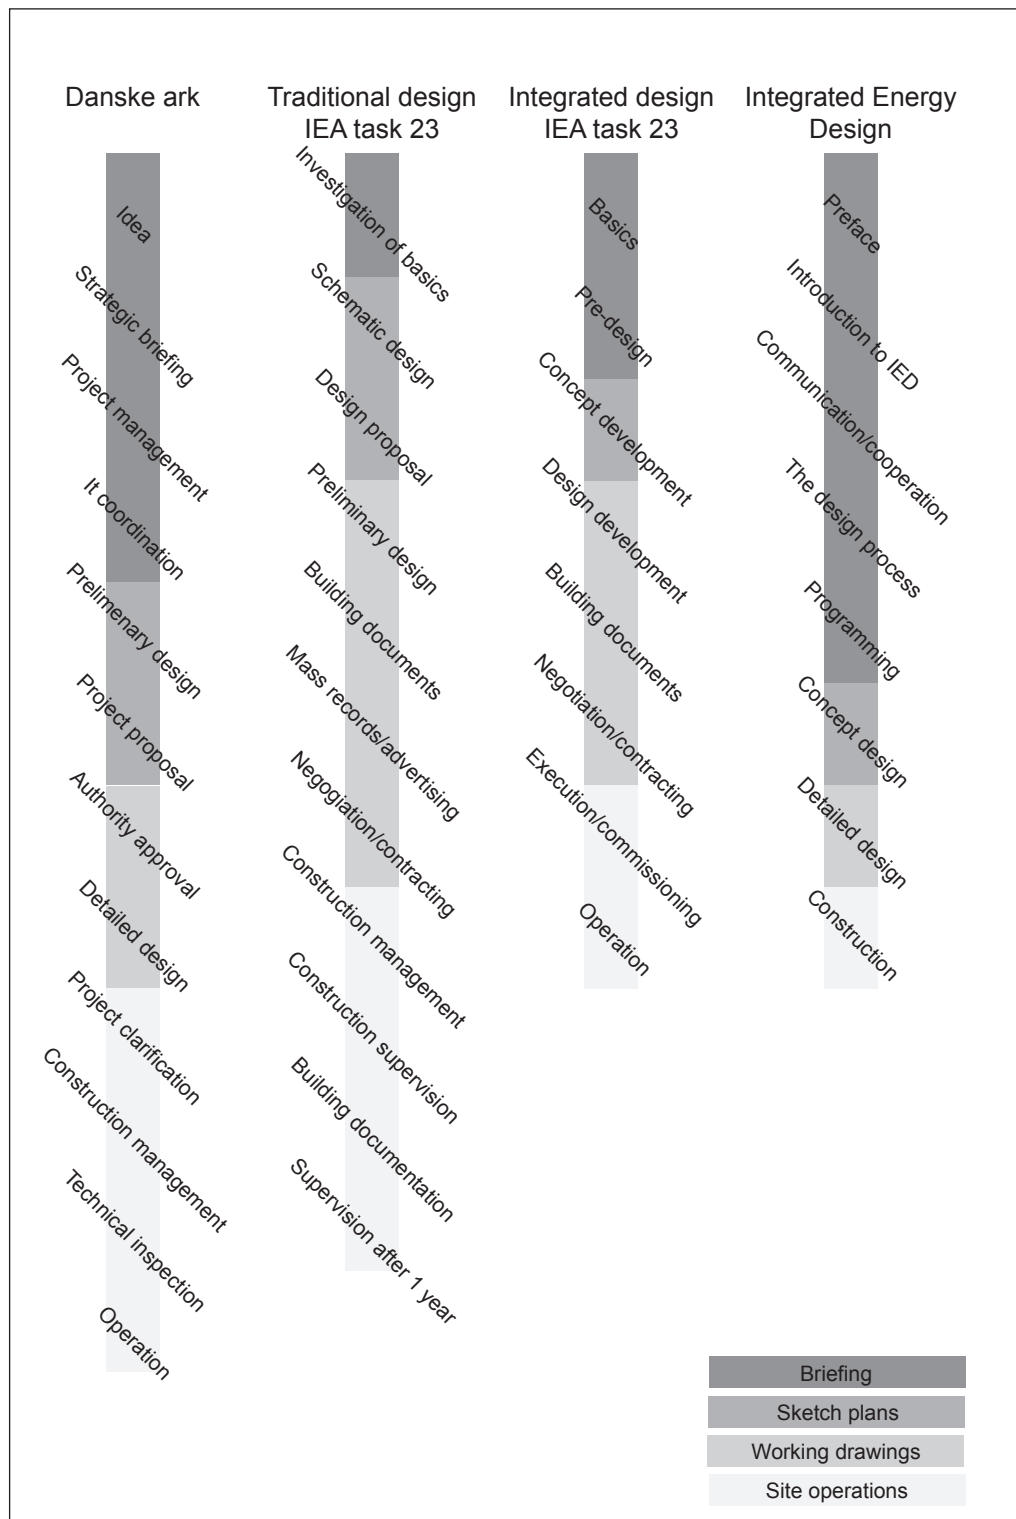 Danske ark
Traditional design
IEA task 23
Integrated design
IEA task 23
Integrated Energy
Design
Idea
Strategic briefing
Project management
It coordination
Prelimenary design
Project proposal
Authority approval
Detailed design
Project clarification
Construction management
Technical inspection
Operation
Investigation of basics
Schematic design
Design proposal
Preliminary design
Building documents
Mass records/advertising
Negogiation/contracting
Construction management
Construction supervision
Building documentation
Supervision after 1 year
Basics
Pre-design
Concept development
Design development
Building documents
Negotiation/contracting
Execution/commissioning
Operation
Preface
Introduction to IED
Communication/cooperation
The design process
Programming
Concept design
Detailed design
Construction
Briefing
Sketch plans
Working drawings
Site operations